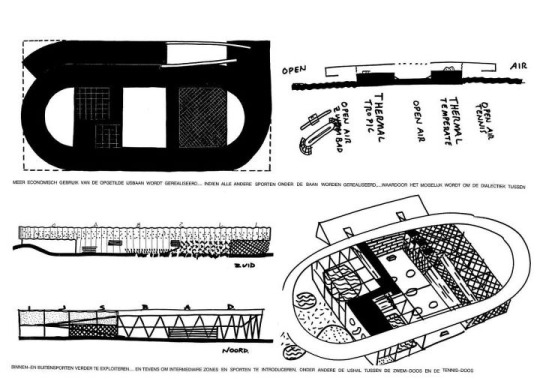 OPEN
AIR
OPEN AIR
ZWEMBAD
THERMAL
TROPIC
OPEN AIR
THERMAL
TEMPERATE
OPEN AIR
TENNIS
MEER ECONOMISCH GEBRUIK VAN DE OPGETILDE IJSBAAN WORDT GEREALISEERD.... INDIEN ALLE ANDERE SPORTEN ONDER DE BAAN WORDEN GEREALISEERD,....WAARDOOR HET MOGELIJK WORDT OM DE DIALECTIEK TUSSEN
ZUID
IJSBAAD
NOORD.
BINNEN- EN BUITENSPORTEN VERDER TE EXPLOITEREN.... EN TEVENS OM INTERMEDIAIRE ZONES EN SPORTEN TE INTRODUCEREN, ONDER ANDERE DE IJSHAL TUSSEN DE ZWEM-DOOS EN DE TENNIS-DOOS